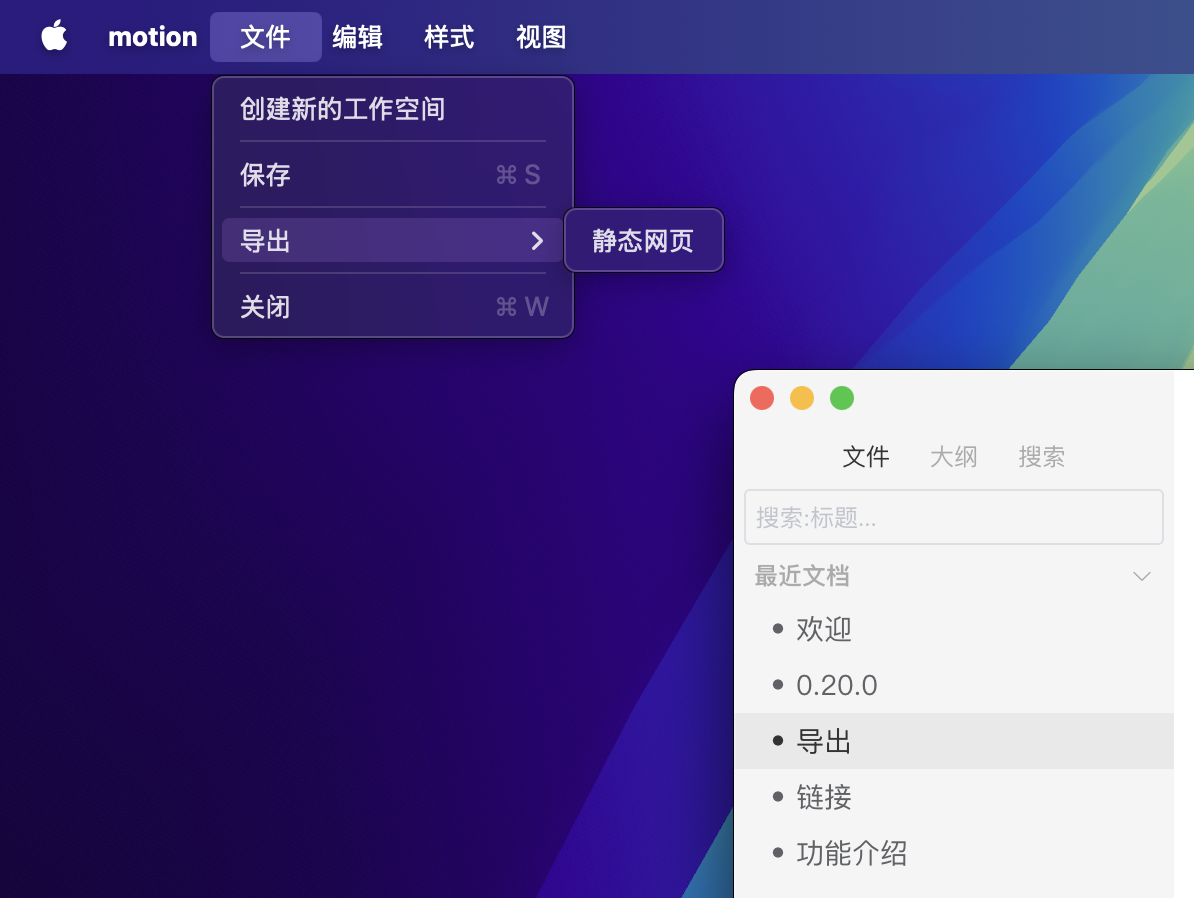 motion 文件 编辑 样式 视图
创建新的工作空间
保存 ⌘ S
导出 静态网页
关闭 ⌘ W
文件 大纲 搜索
搜索:标题...
最近文档
欢迎
0.20.0
导出
链接
功能介绍